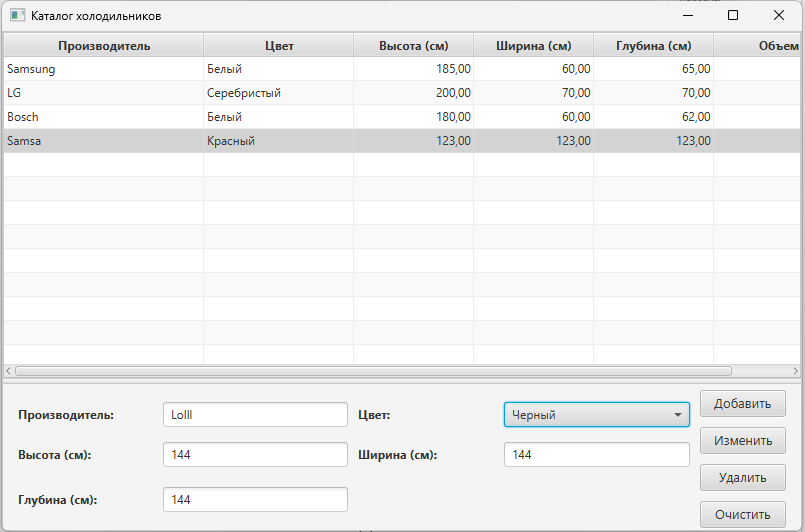 Каталог холодильников
Производитель Цвет Высота (см) Ширина (см) Глубина (см) Объем
Samsung Белый 185,00 60,00 65,00
LG Серебристый 200,00 70,00 70,00
Bosch Белый 180,00 60,00 62,00
Samsa Красный 123,00 123,00 123,00
Производитель: Lolll Цвет: Черный Добавить
Высота (см): 144 Ширина (см): 144 Изменить
Удалить
Глубина (см): 144
Очистить